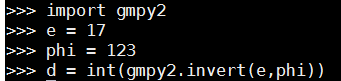 >>> import gmpy2
>>> e = 17
>>> phi = 123
>>> d = int(gmpy2.invert(e,phi))